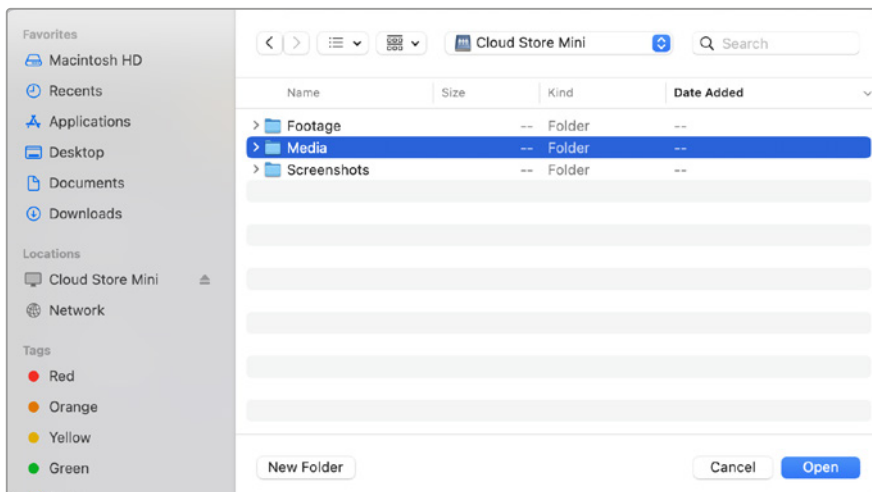 Favorites
Macintosh HD
Recents
Applications
Desktop
Documents
Downloads
Locations
Cloud Store Mini
Network
Tags
Red
Orange
Yellow
Green
Cloud Store Mini
Search
Name Size Kind Date Added
Footage -- Folder --
Media -- Folder --
Screenshots -- Folder --
New Folder Cancel Open